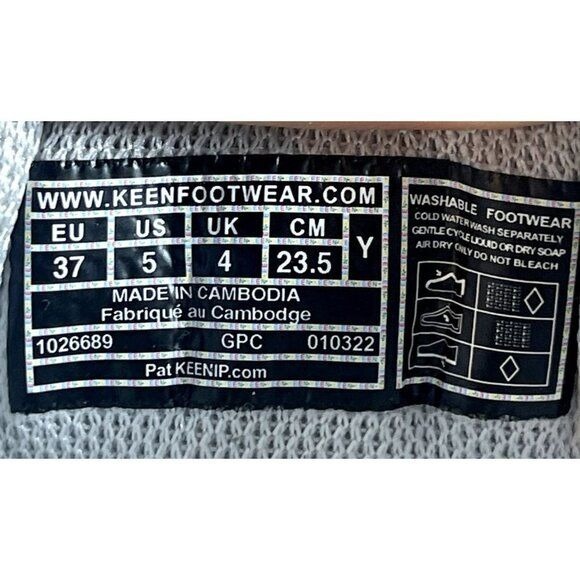 WWW.KEENFOOTWEAR.COM
EU US UK CM Y
37 5 4 23.5
MADE IN CAMBODIA
Fabriqué au Cambodge
1026689 GPC 010322
Pat KEENIP.com
WASHABLE FOOTWEAR
COLD WATER WASH SEPARATELY
GENTLE CYCLE LIQUID OR DRY SOAP
AIR DRY ONLY DO NOT BLEACH